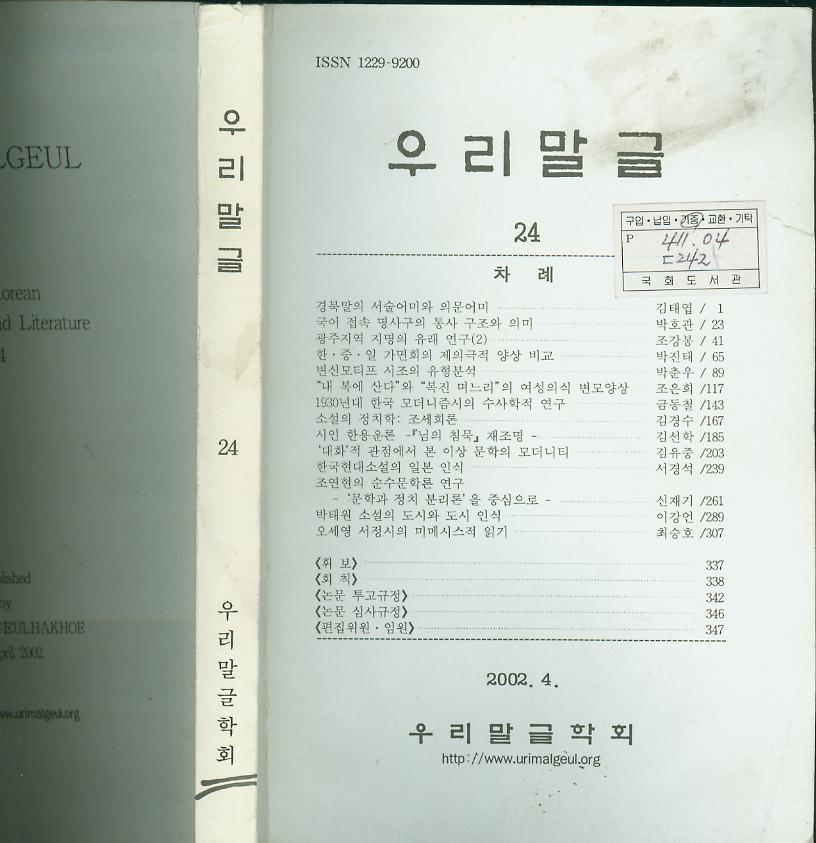 LGEUL
orean
nd Literature
4
lished
by
GEULHAKHOE
pril 2002
ww.urimalgeul.org
우리말글
24
우리말글학회
ISSN 1229-9200
우리말글
24
구입·납입·기증·교환·기탁
P 411.04
ㄷ242
국회도서관
차 례
경북말의 서술어미와 의문어미 김태엽 / 1
국어 접속 명사구의 통사 구조와 의미 박호관 / 23
광주지역 지명의 유래 연구(2) 조강봉 / 41
한·중·일 가면희의 제의극적 양상 비교 박진태 / 65
변신모티프 시조의 유형분석 박춘우 / 89
“내 복에 산다”와 “복진 며느리”의 여성의식 변모양상 조은희 /117
1930년대 한국 모더니즘시의 수사학적 연구 금동철 /143
소설의 정치학: 조세희론 김경수 /167
시인 한용운론 -『님의 침묵』 재조명 - 김선학 /185
‘대화’적 관점에서 본 이상 문학의 모더니티 김유중 /203
한국현대소설의 일본 인식 서경석 /239
조연현의 순수문학론 연구
- ‘문학과 정치 분리론’을 중심으로 - 신재기 /261
박태원 소설의 도시와 도시 인식 이강언 /289
오세영 서정시의 미메시스적 읽기 최승호 /307
《휘 보》 337
《회 칙》 338
《논문 투고규정》 342
《논문 심사규정》 346
《편집위원·임원》 347
2002. 4.
우리말글학회
http://www.urimalgeul.org